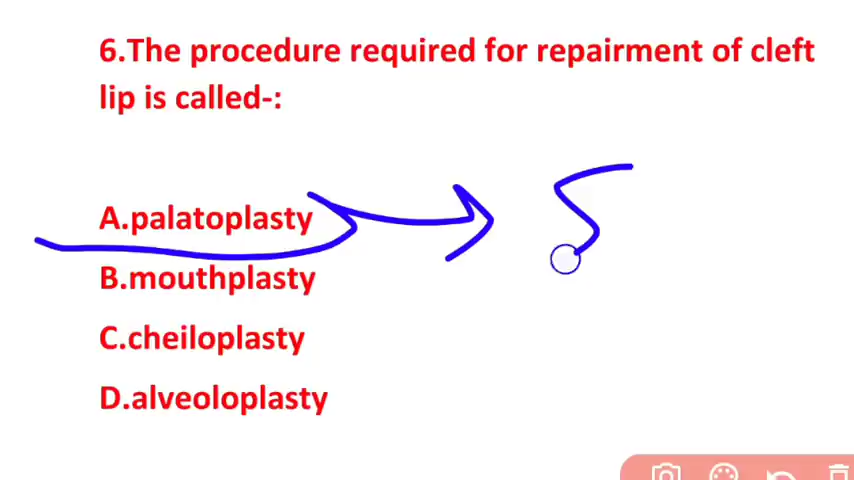 6.The procedure required for repairment of cleft
lip is called-:
A.palatoplasty
B.mouthplasty
C.cheiloplasty
D.alveoloplasty